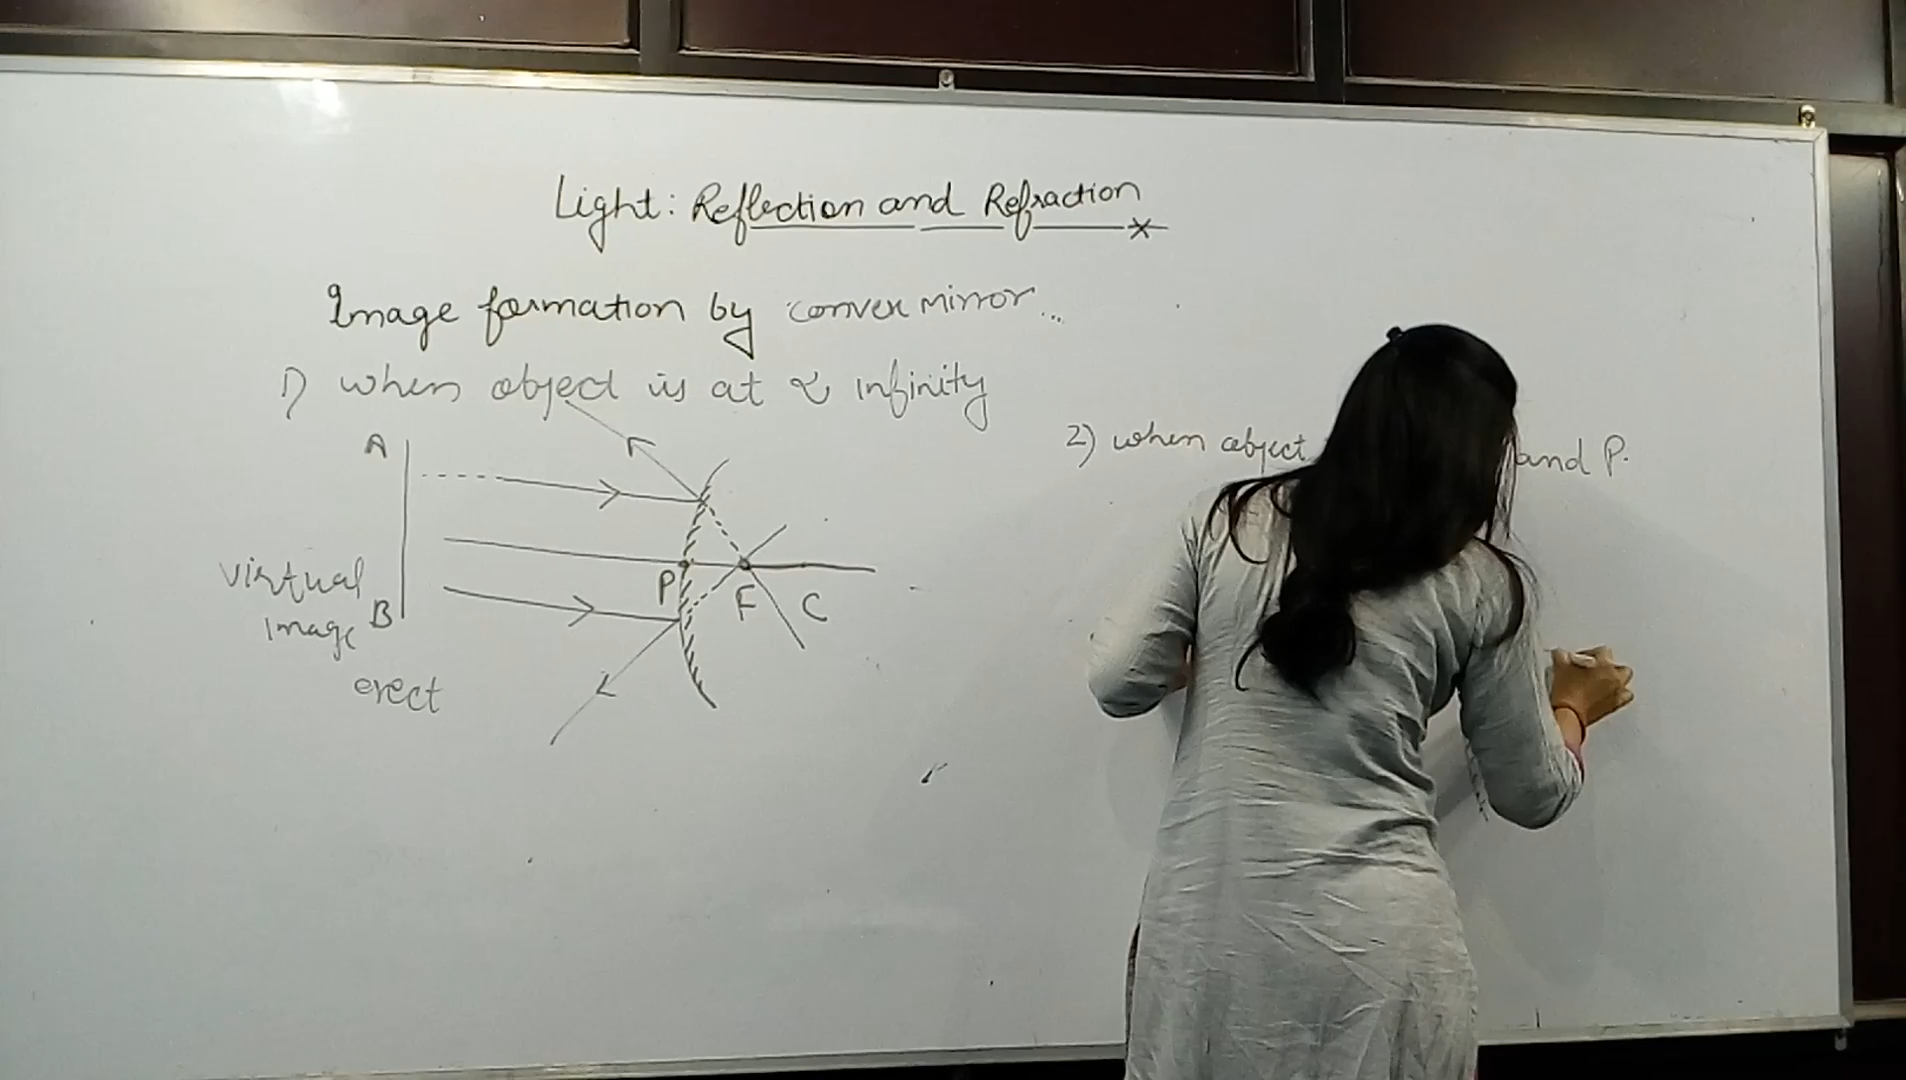 Light: Reflection and Refraction
Image formation by convex mirror...
1) when object is at infinity
A
virtual
Image
B
erect
P
F
C
2) when object and P.